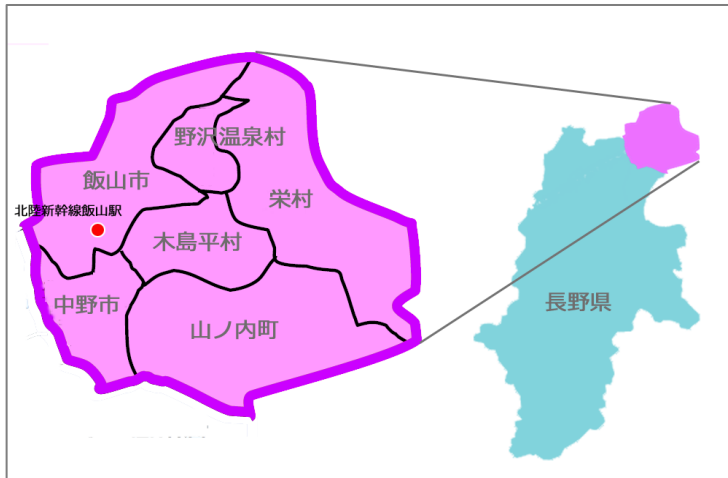 野沢温泉村
飯山市
栄村
北陸新幹線飯山駅
木島平村
中野市
山ノ内町
長野県